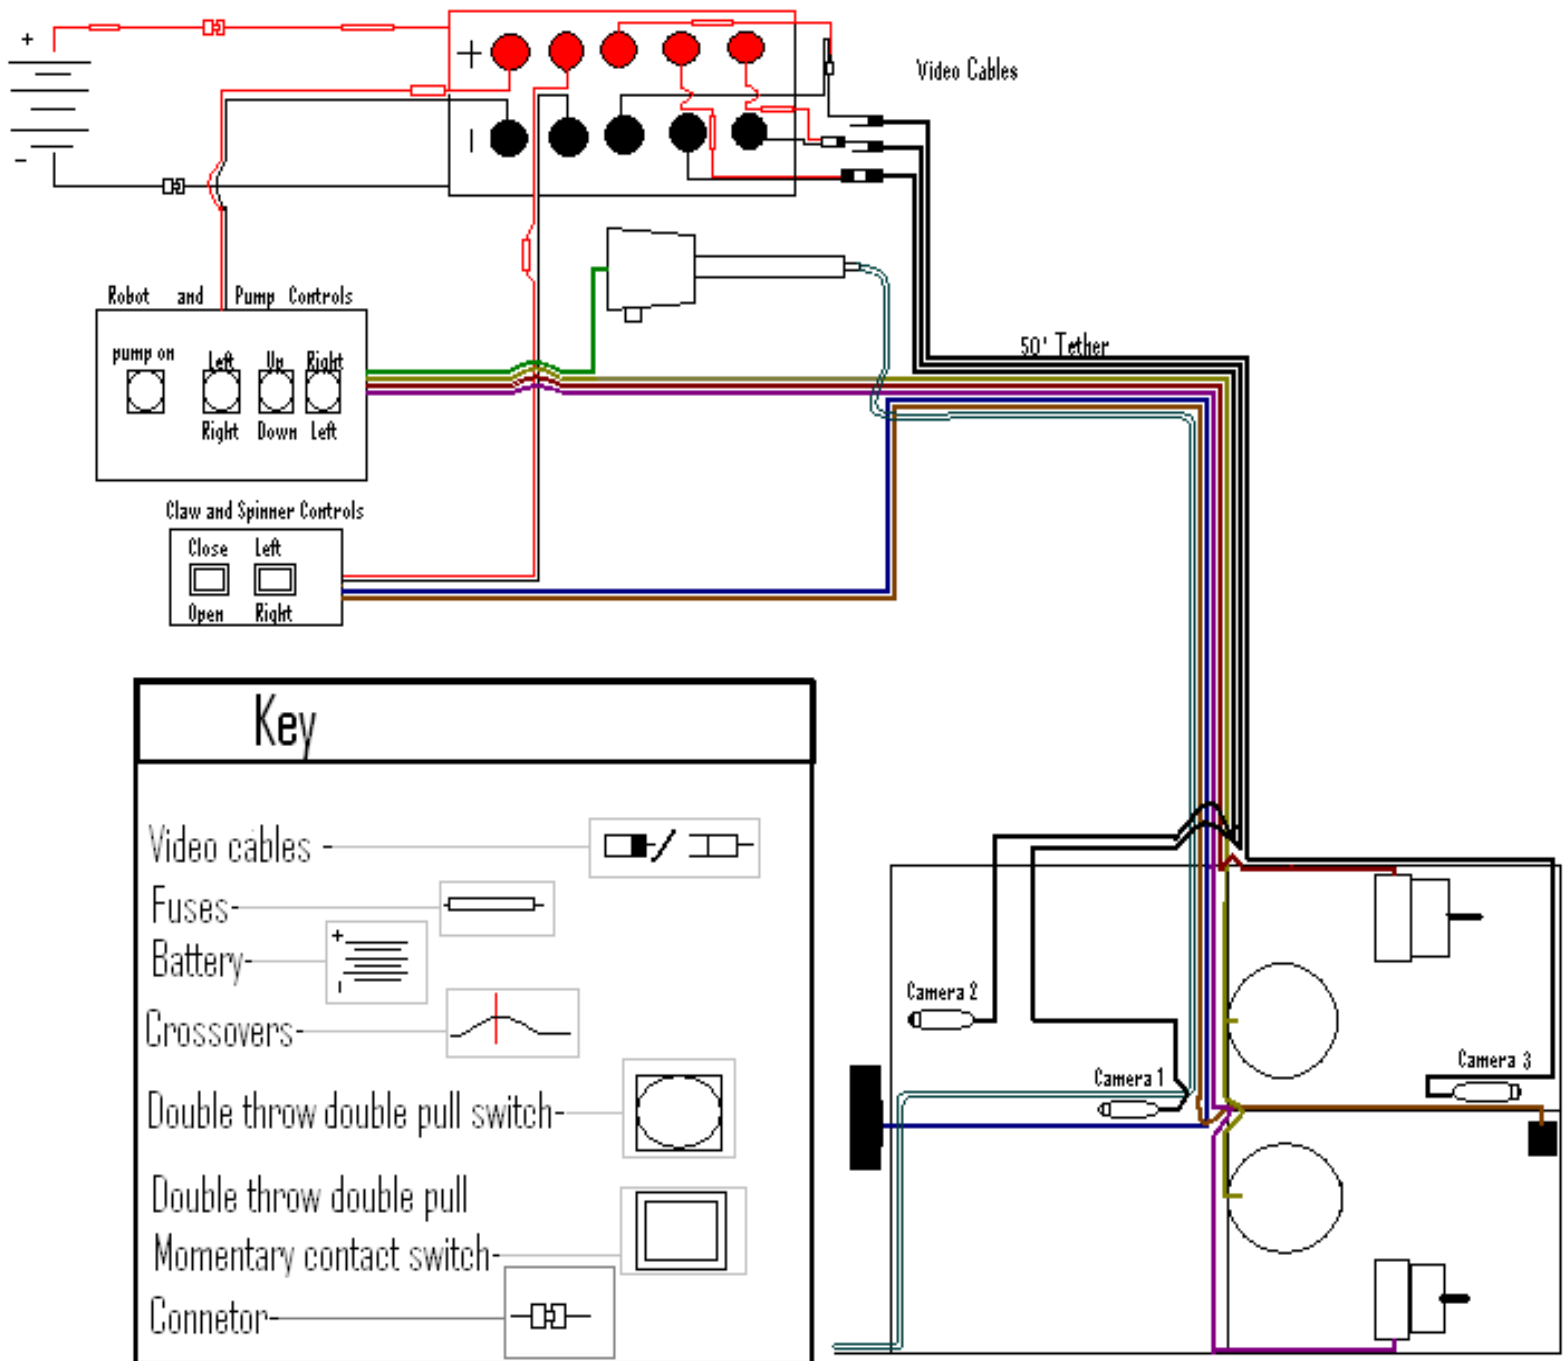 +
-
+
-
Video Cables
Robot and Pump Controls
pump on
Left
Up
Right
Right
Down
Left
50' Tether
Claw and Spinner Controls
Close
Left
Open
Right
Key
Video cables
Fuses
Battery
+
-
Crossovers
Double throw double pull switch
Double throw double pull
Momentary contact switch
Connetor
Camera 2
Camera 1
Camera 3